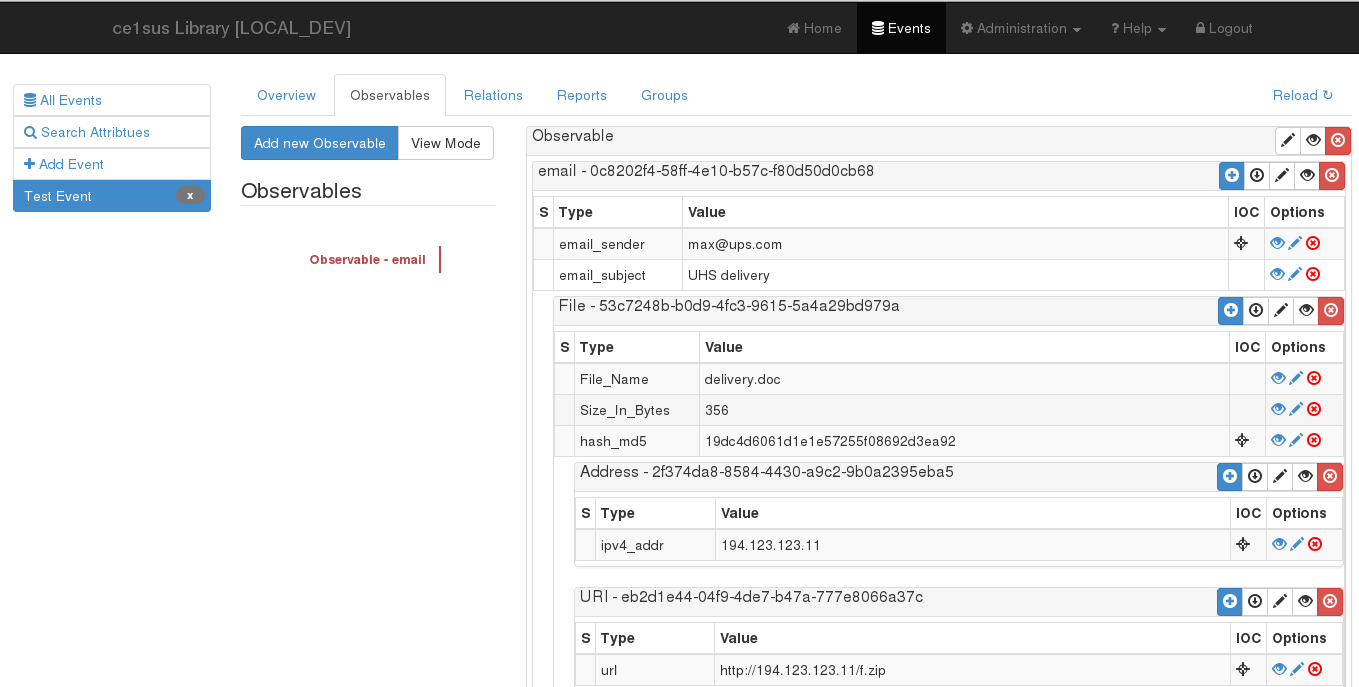 ce1sus Library [LOCAL_DEV]
Home Events Administration ? Help Logout
All Events
Search Attribtues
Add Event
Test Event x
Overview Observables Relations Reports Groups Reload ↻
Add new Observable View Mode
Observables
Observable - email
Observable
email - 0c8202f4-58ff-4e10-b57c-f80d50d0cb68
S Type Value IOC Options
email_sender max@ups.com
email_subject UHS delivery
File - 53c7248b-b0d9-4fc3-9615-5a4a29bd979a
S Type Value IOC Options
File_Name delivery.doc
Size_In_Bytes 356
hash_md5 19dc4d6061d1e1e57255f08692d3ea92
Address - 2f374da8-8584-4430-a9c2-9b0a2395eba5
S Type Value IOC Options
ipv4_addr 194.123.123.11
URI - eb2d1e44-04f9-4de7-b47a-777e8066a37c
S Type Value IOC Options
url http://194.123.123.11/f.zip